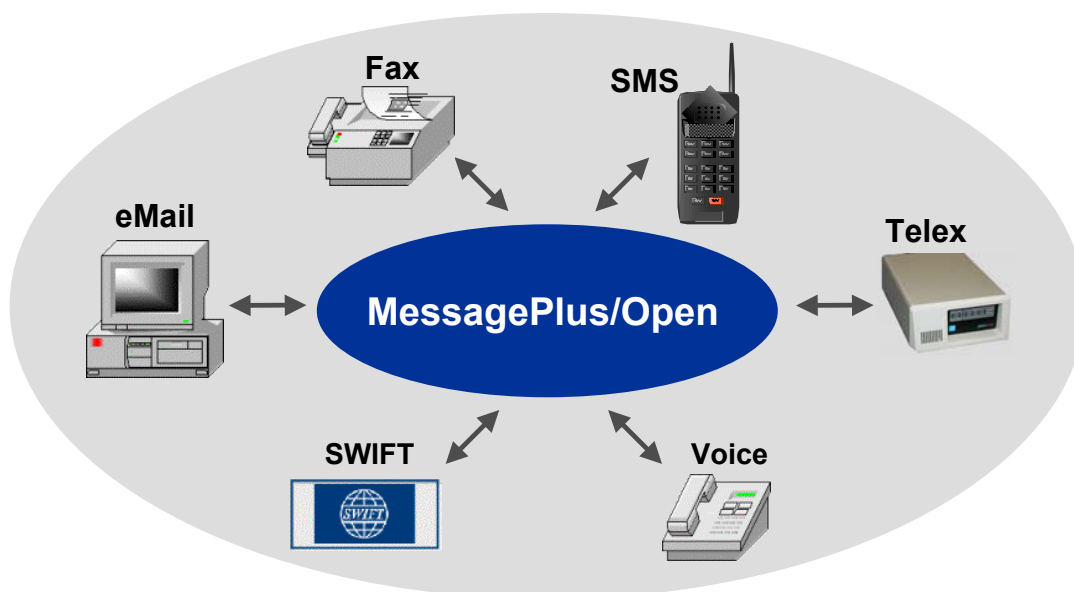 Fax
SMS
eMail
Telex
MessagePlus/Open
SWIFT
SWIFT
Voice